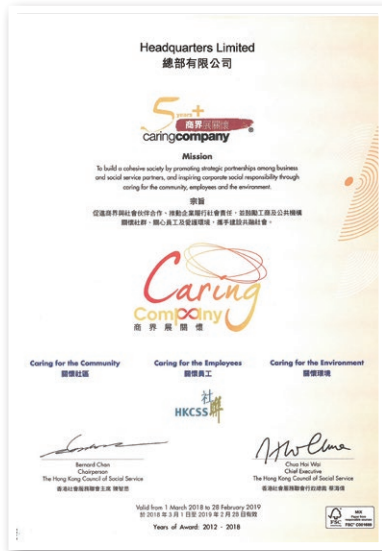 Headquarters Limited
總部有限公司
5 years+
商界展關懷
caringcompany
Mission
To build a cohesive society by promoting strategic partnerships among business
and social service partners, and inspiring corporate social responsibility through
caring for the community, employees and the environment.
宗旨
促進商界與社會伙伴合作、推動企業履行社會責任，並鼓勵工商及公共機構
關懷社群、關心員工及愛護環境，攜手建設共融社會。
Caring
Company
商界展關懷
Caring for the Community
關懷社區
Caring for the Employees
關懷員工
Caring for the Environment
關懷環境
HKCSS 社聯
Bernard Chan
Chairperson
The Hong Kong Council of Social Service
香港社會服務聯會主席 陳智思
Chua Hoi Wai
Chief Executive
The Hong Kong Council of Social Service
香港社會服務聯會行政總裁 蔡海偉
Valid from 1 March 2018 to 28 February 2019
於 2018 年 3 月 1 日至 2019 年 2 月 28 日有效
Years of Award: 2012 - 2018
FSC
MIX